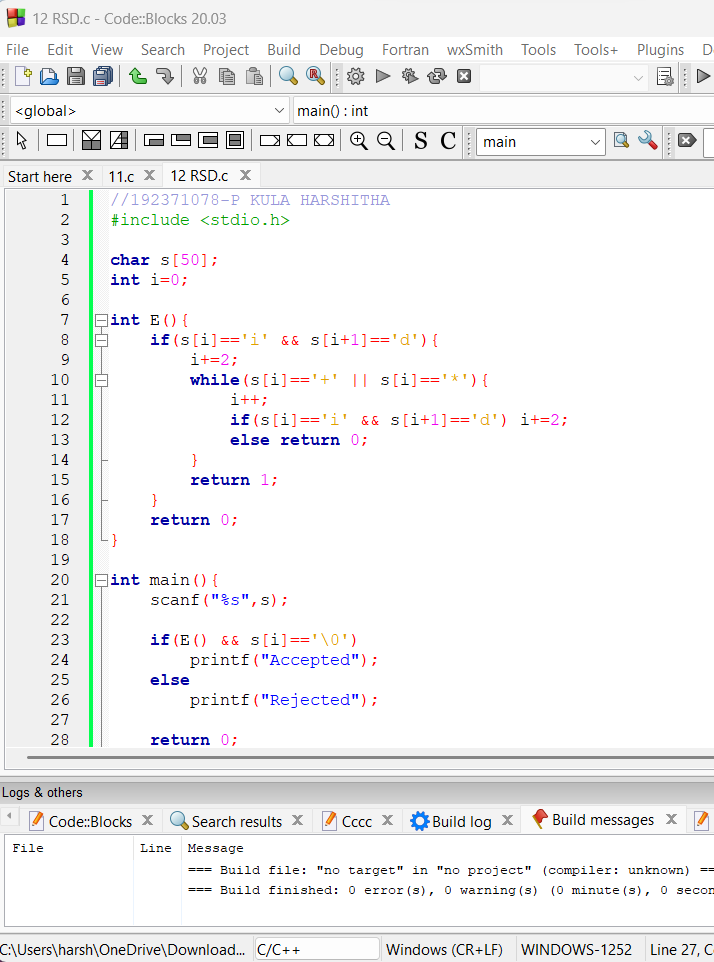 12 RSD.c - Code::Blocks 20.03
File Edit View Search Project Build Debug Fortran wxSmith Tools Tools+ Plugins
<global> main() : int
S C main
Start here 11.c 12 RSD.c
1 //192371078-P KULA HARSHITHA
2 #include <stdio.h>
3
4 char s[50];
5 int i=0;
6
7 int E(){
8 if(s[i]=='i' && s[i+1]=='d'){
9 i+=2;
10 while(s[i]=='+' || s[i]=='*'){
11 i++;
12 if(s[i]=='i' && s[i+1]=='d') i+=2;
13 else return 0;
14 }
15 return 1;
16 }
17 return 0;
18 }
19
20 int main(){
21 scanf("%s",s);
22
23 if(E() && s[i]=='\0')
24 printf("Accepted");
25 else
26 printf("Rejected");
27
28 return 0;
Logs & others
Code::Blocks Search results Cccc Build log Build messages
File Line Message
=== Build file: "no target" in "no project" (compiler: unknown) ==
=== Build finished: 0 error(s), 0 warning(s) (0 minute(s), 0 secon
C:\Users\harsh\OneDrive\Download... C/C++ Windows (CR+LF) WINDOWS-1252 Line 27, C